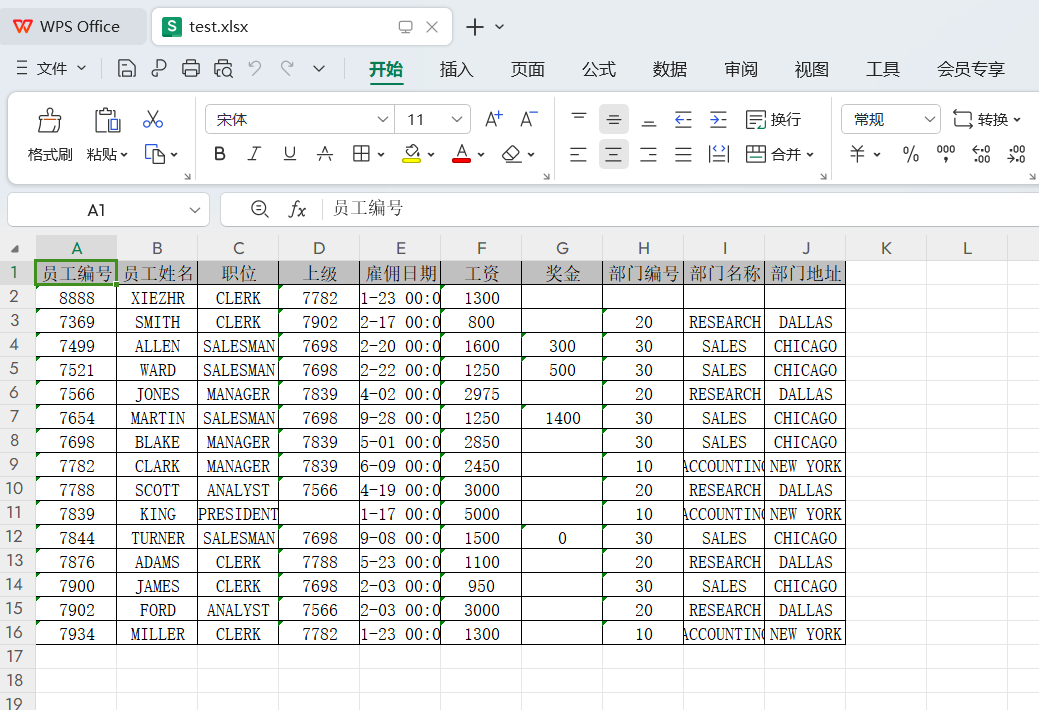 WPS Office test.xlsx
文件 开始 插入 页面 公式 数据 审阅 视图 工具 会员专享
宋体 11 A+ A- 换行 常规 转换
格式刷 粘贴 B I U A A 合并 ¥ % 000 .00 .00
A1 fx 员工编号
A B C D E F G H I J K L
1 员工编号 员工姓名 职位 上级 雇佣日期 工资 奖金 部门编号 部门名称 部门地址
2 8888 XIEZHR CLERK 7782 1-23 00:0 1300
3 7369 SMITH CLERK 7902 2-17 00:0 800 20 RESEARCH DALLAS
4 7499 ALLEN SALESMAN 7698 2-20 00:0 1600 300 30 SALES CHICAGO
5 7521 WARD SALESMAN 7698 2-22 00:0 1250 500 30 SALES CHICAGO
6 7566 JONES MANAGER 7839 4-02 00:0 2975 20 RESEARCH DALLAS
7 7654 MARTIN SALESMAN 7698 9-28 00:0 1250 1400 30 SALES CHICAGO
8 7698 BLAKE MANAGER 7839 5-01 00:0 2850 30 SALES CHICAGO
9 7782 CLARK MANAGER 7839 6-09 00:0 2450 10 ACCOUNTING NEW YORK
10 7788 SCOTT ANALYST 7566 4-19 00:0 3000 20 RESEARCH DALLAS
11 7839 KING PRESIDENT 1-17 00:0 5000 10 ACCOUNTING NEW YORK
12 7844 TURNER SALESMAN 7698 9-08 00:0 1500 0 30 SALES CHICAGO
13 7876 ADAMS CLERK 7788 5-23 00:0 1100 20 RESEARCH DALLAS
14 7900 JAMES CLERK 7698 2-03 00:0 950 30 SALES CHICAGO
15 7902 FORD ANALYST 7566 2-03 00:0 3000 20 RESEARCH DALLAS
16 7934 MILLER CLERK 7782 1-23 00:0 1300 10 ACCOUNTING NEW YORK
17
18
19